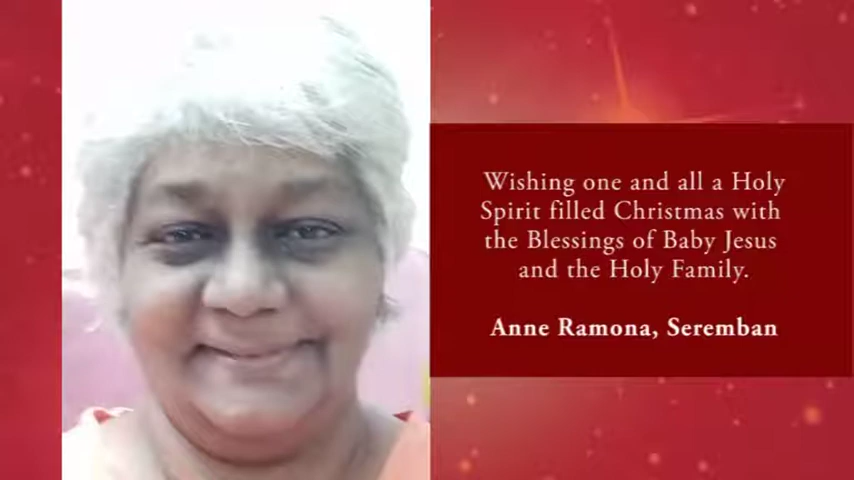 Wishing one and all a Holy
Spirit filled Christmas with
the Blessings of Baby Jesus
and the Holy Family.
Anne Ramona, Seremban